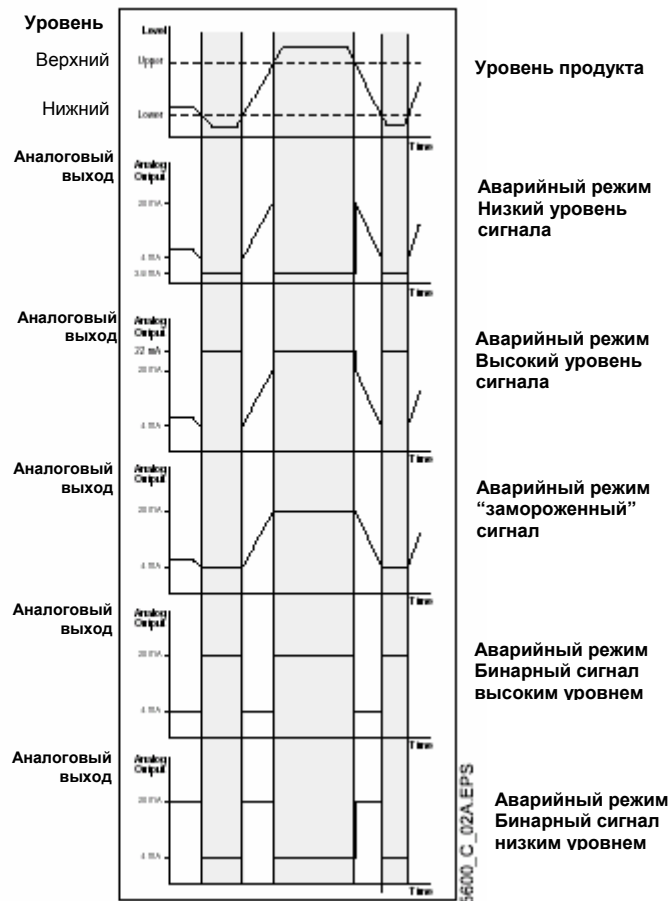 Уровень
Level
Верхний
Upper
Нижний
Lower
Time
Уровень продукта
Аналоговый
выход
Analog
Output
20 mA
4 mA
3.8 mA
Time
Аварийный режим
Низкий уровень
сигнала
Аналоговый
выход
Analog
Output
22 mA
20 mA
4 mA
Time
Аварийный режим
Высокий уровень
сигнала
Аналоговый
выход
Analog
Output
20 mA
4 mA
Time
Аварийный режим
“замороженный”
сигнал
Аналоговый
выход
Analog
Output
20 mA
4 mA
Time
Аварийный режим
Бинарный сигнал
высоким уровнем
Аналоговый
выход
Analog
Output
20 mA
4 mA
Time
Аварийный режим
Бинарный сигнал
низким уровнем
5600_C_02A.EPS